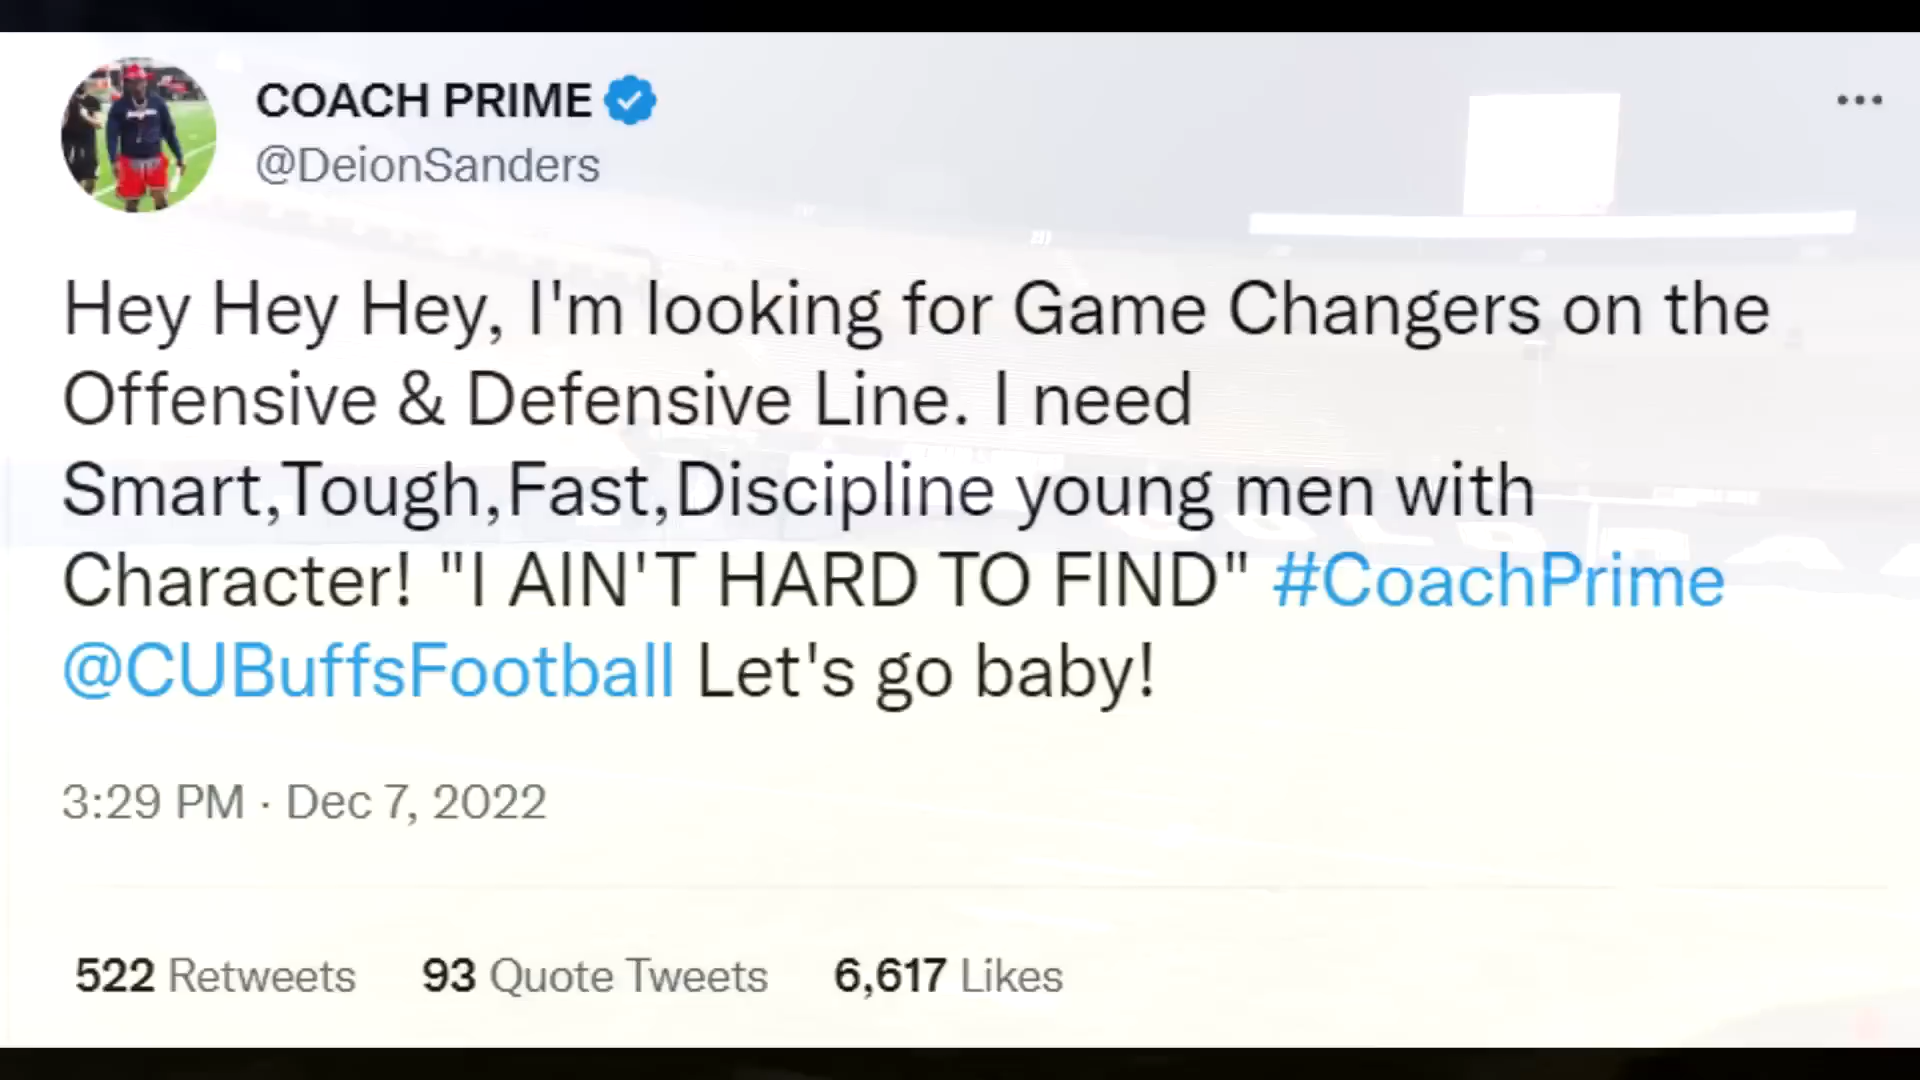 COACH PRIME
@DeionSanders
Hey Hey Hey, I'm looking for Game Changers on the
Offensive & Defensive Line. I need
Smart,Tough,Fast,Discipline young men with
Character! "I AIN'T HARD TO FIND" #CoachPrime
@CUBuffsFootball Let's go baby!
3:29 PM · Dec 7, 2022
522 Retweets 93 Quote Tweets 6,617 Likes